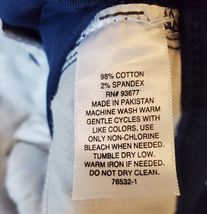 98% COTTON
2% SPANDEX
RN# 93677
MADE IN PAKISTAN
MACHINE WASH WARM
GENTLE CYCLES WITH
LIKE COLORS. USE
ONLY NON-CHLORINE
BLEACH WHEN NEEDED.
TUMBLE DRY LOW.
WARM IRON IF NEEDED.
DO NOT DRY CLEAN.
76532-1